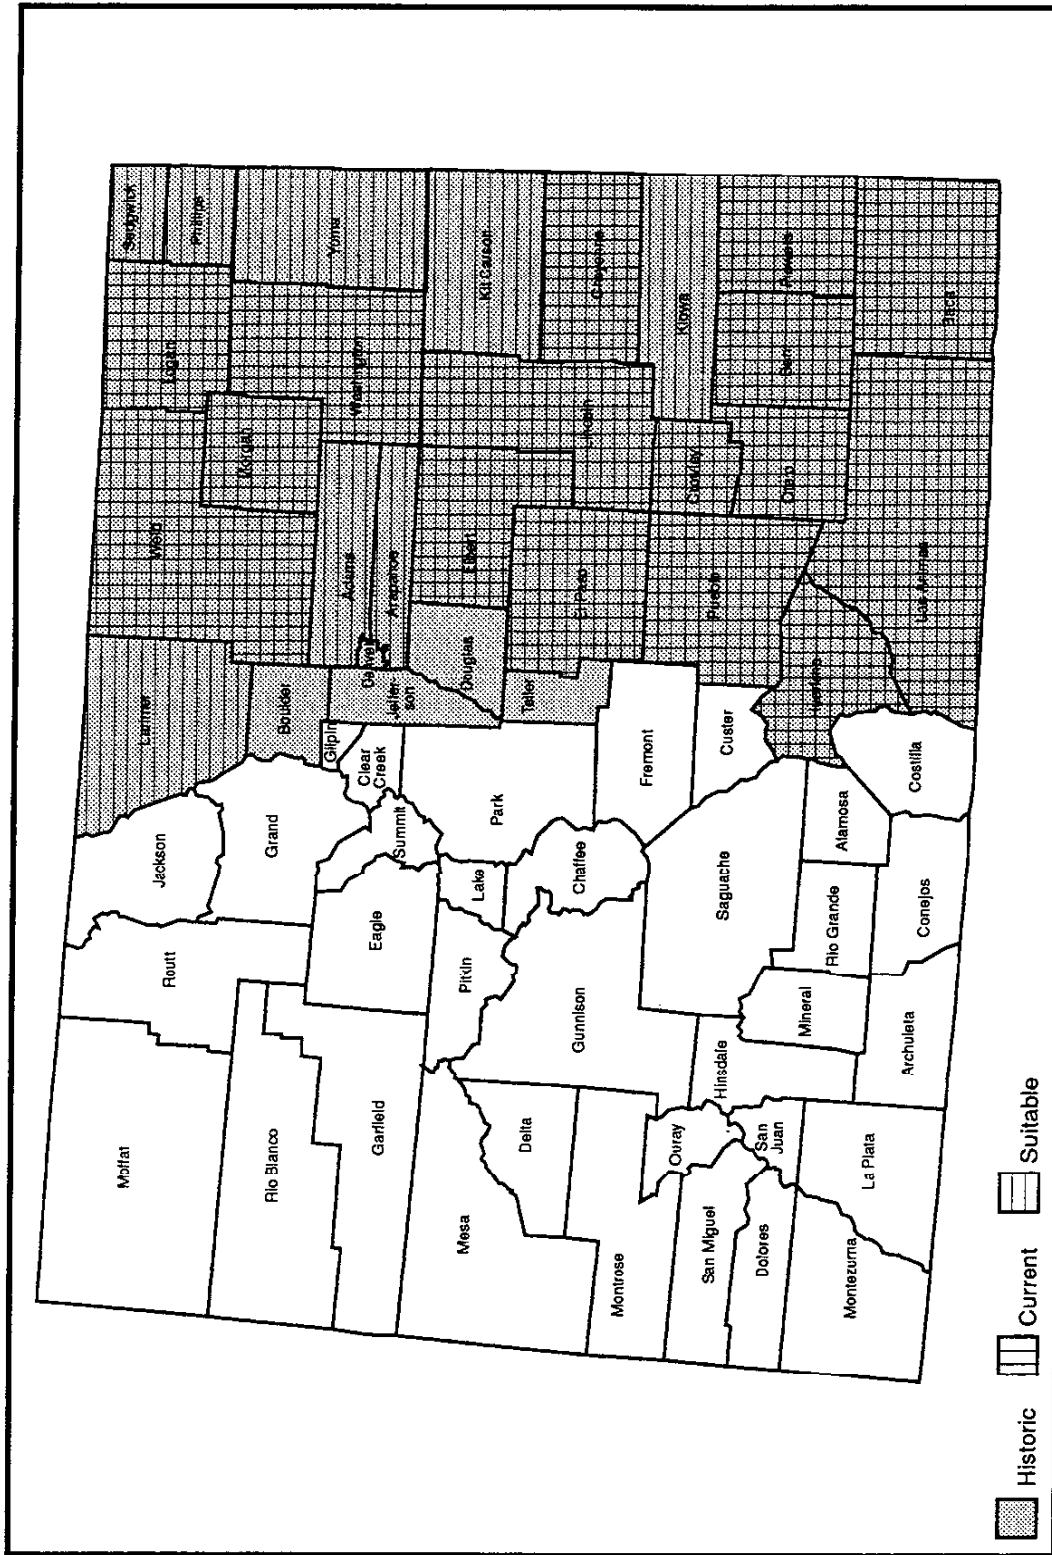 Moffat
Routt
Jackson
Larimer
Weld
Logan
Sedgwick
Phillips
Rio Blanco
Grand
Boulder
Morgan
Washington
Yuma
Garfield
Eagle
Summit
Gilpin
Clear
Creek
Jeffer-
son
Denver
Adams
Arapahoe
Mesa
Pitkin
Lake
Park
Douglas
Elbert
Lincoln
Kit Carson
Delta
Gunnison
Chaffee
Teller
El Paso
Cheyenne
Montrose
Ouray
Fremont
Pueblo
Crowley
Kiowa
San Miguel
Hinsdale
Saguache
Custer
Otero
Bent
Prowers
Dolores
San
Juan
Mineral
Rio Grande
Alamosa
Huerfano
Las Animas
Baca
Montezuma
La Plata
Archuleta
Conejos
Costilla
Historic
Current
Suitable